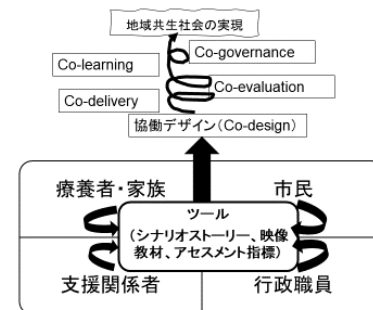 地域共生社会の実現
Co-governance
Co-learning
Co-evaluation
Co-delivery
協働デザイン(Co-design)
療養者・家族
市民
ツール
(シナリオストーリー、映像
教材、アセスメント指標)
支援関係者
行政職員